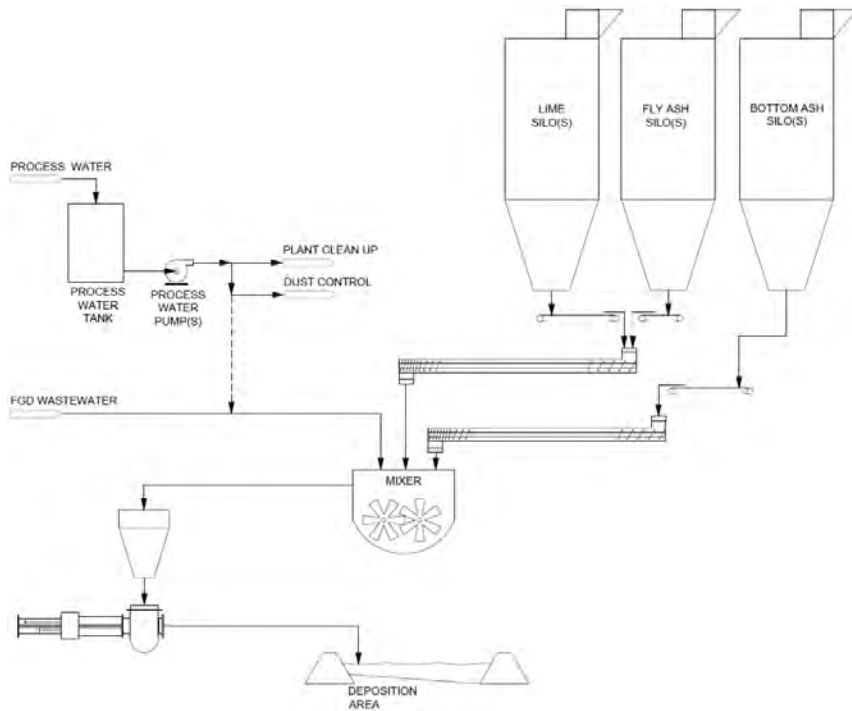 LIME
SILO(S)
FLY ASH
SILO(S)
BOTTOM ASH
SILO(S)
PROCESS WATER
PLANT CLEAN UP
DUST CONTROL
PROCESS
WATER
TANK
PROCESS
WATER
PUMP(S)
FGD WASTEWATER
MIXER
DEPOSITION
AREA